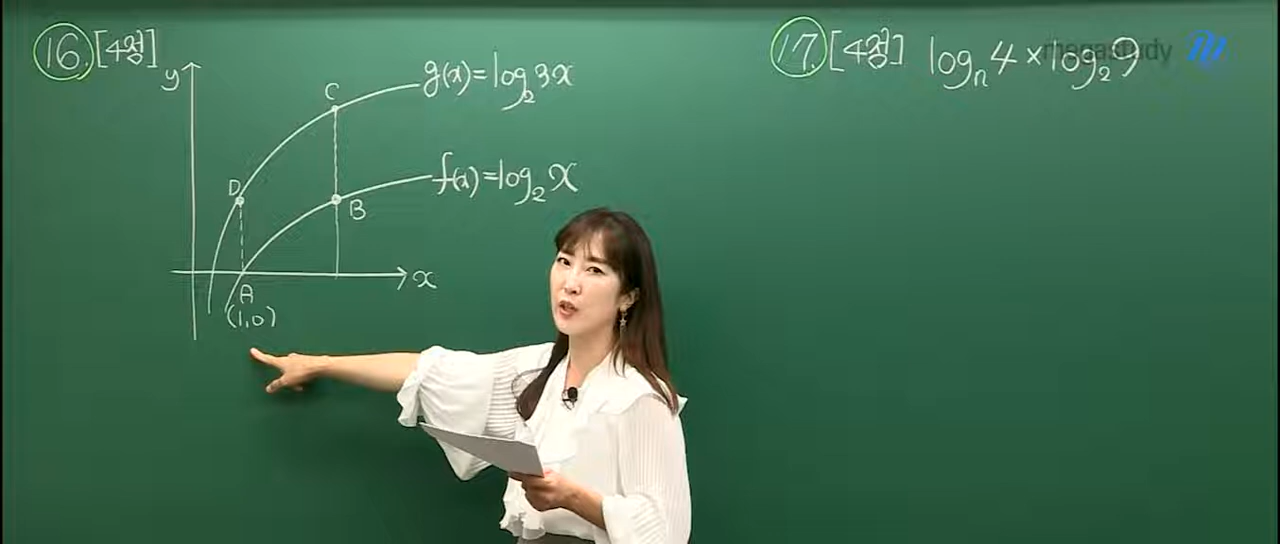 16. [4점]
y
C
g(x)=log₂3x
D
f(x)=log₂x
B
x
A
(1,0)
17. [4점] logₙ4×log₂9
megastudy